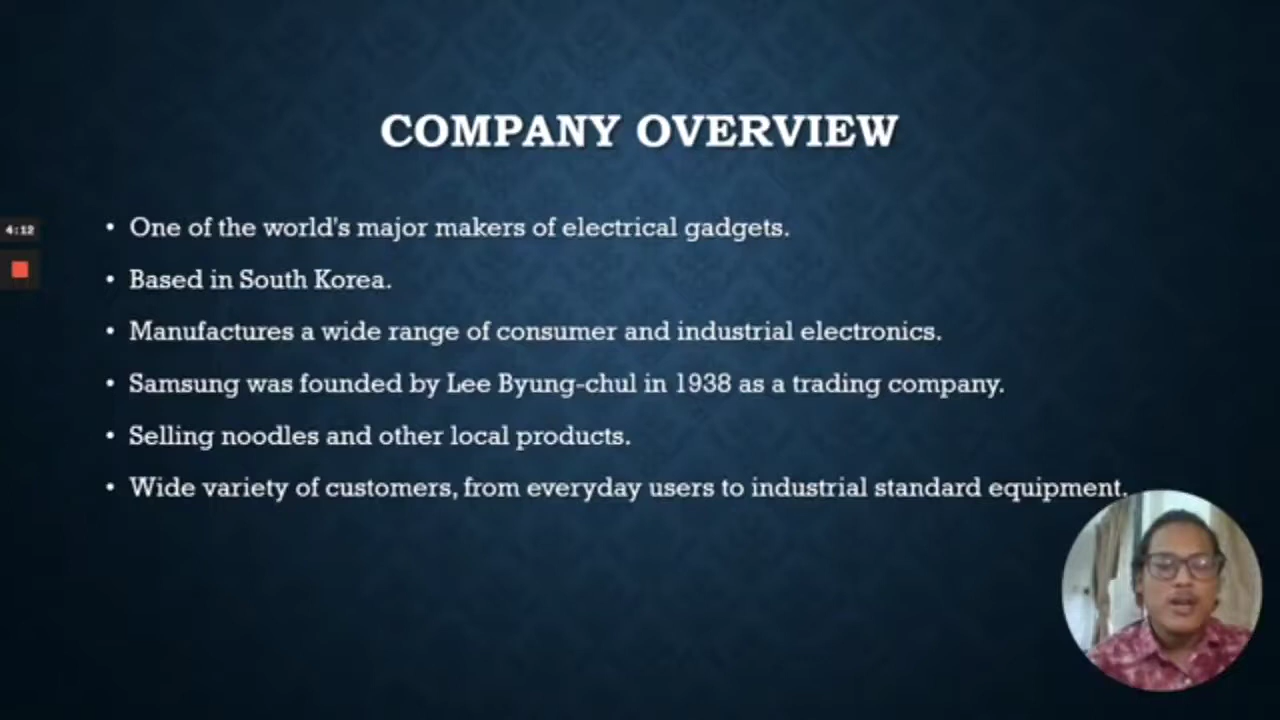 COMPANY OVERVIEW
4:12
• One of the world's major makers of electrical gadgets.
• Based in South Korea.
• Manufactures a wide range of consumer and industrial electronics.
• Samsung was founded by Lee Byung-chul in 1938 as a trading company.
• Selling noodles and other local products.
• Wide variety of customers, from everyday users to industrial standard equipment.